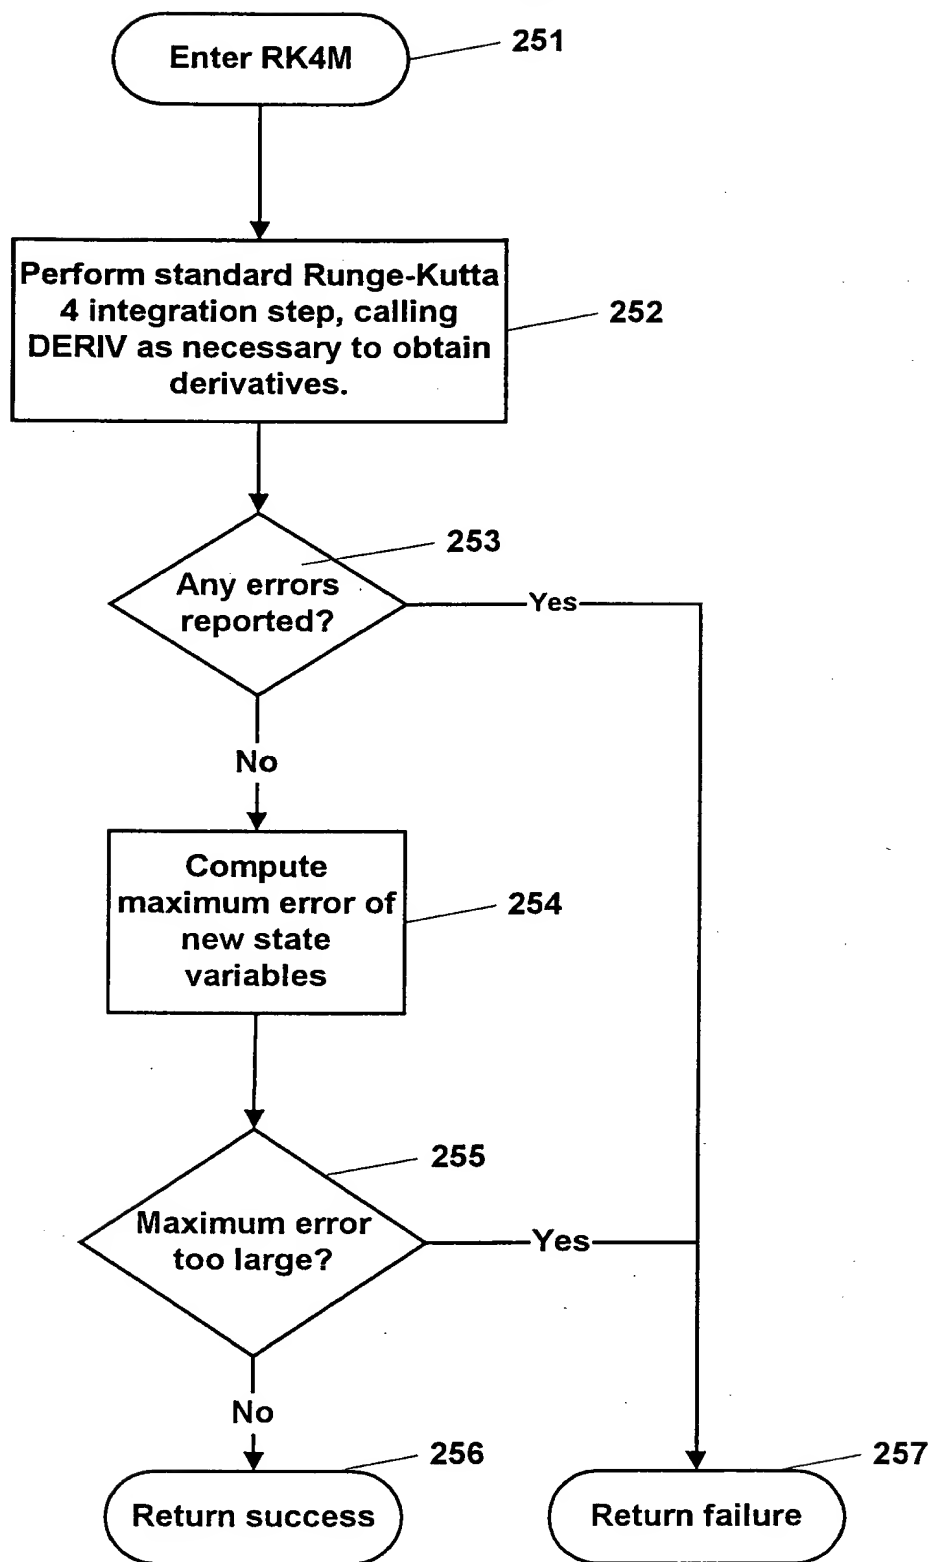 Enter RK4M
251
Perform standard Runge-Kutta
4 integration step, calling
DERIV as necessary to obtain
derivatives.
252
253
Any errors
reported?
Yes
No
Compute
maximum error of
new state
variables
254
255
Maximum error
too large?
Yes
No
256
Return success
257
Return failure